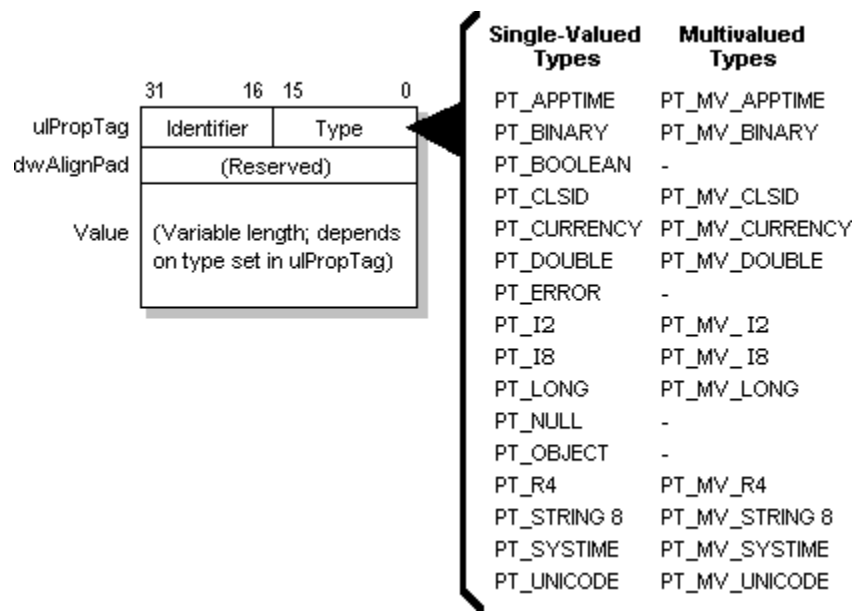 31 16 15 0
ulPropTag Identifier Type
dwAlignPad (Reserved)
Value (Variable length; depends
on type set in ulPropTag)
Single-Valued Multivalued
Types Types
PT_APPTIME PT_MV_APPTIME
PT_BINARY PT_MV_BINARY
PT_BOOLEAN -
PT_CLSID PT_MV_CLSID
PT_CURRENCY PT_MV_CURRENCY
PT_DOUBLE PT_MV_DOUBLE
PT_ERROR -
PT_I2 PT_MV_ I2
PT_I8 PT_MV_ I8
PT_LONG PT_MV_LONG
PT_NULL -
PT_OBJECT -
PT_R4 PT_MV_R4
PT_STRING 8 PT_MV_STRING 8
PT_SYSTIME PT_MV_SYSTIME
PT_UNICODE PT_MV_UNICODE